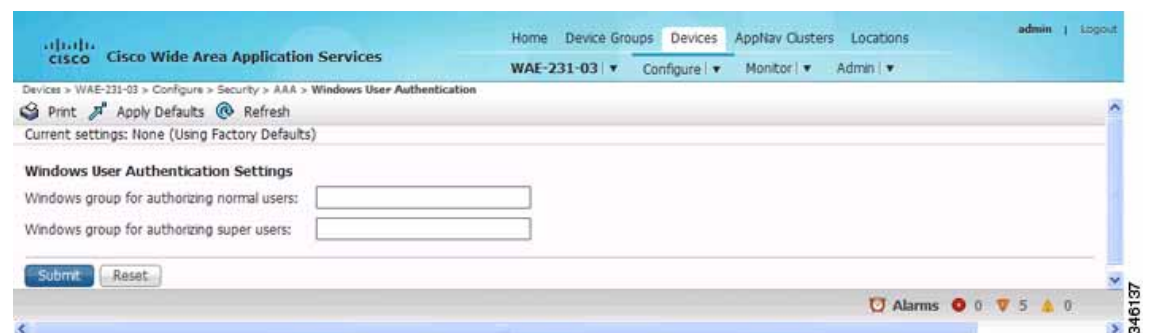 Home Device Groups Devices AppNav Clusters Locations
admin | Logout
CISCO Cisco Wide Area Application Services
WAE-231-03 | Configure | Monitor | Admin |
Devices > WAE-231-03 > Configure > Security > AAA > Windows User Authentication
Print Apply Defaults Refresh
Current settings: None (Using Factory Defaults)
Windows User Authentication Settings
Windows group for authorizing normal users:
Windows group for authorizing super users:
Submit Reset
Alarms 0 5 0
346137